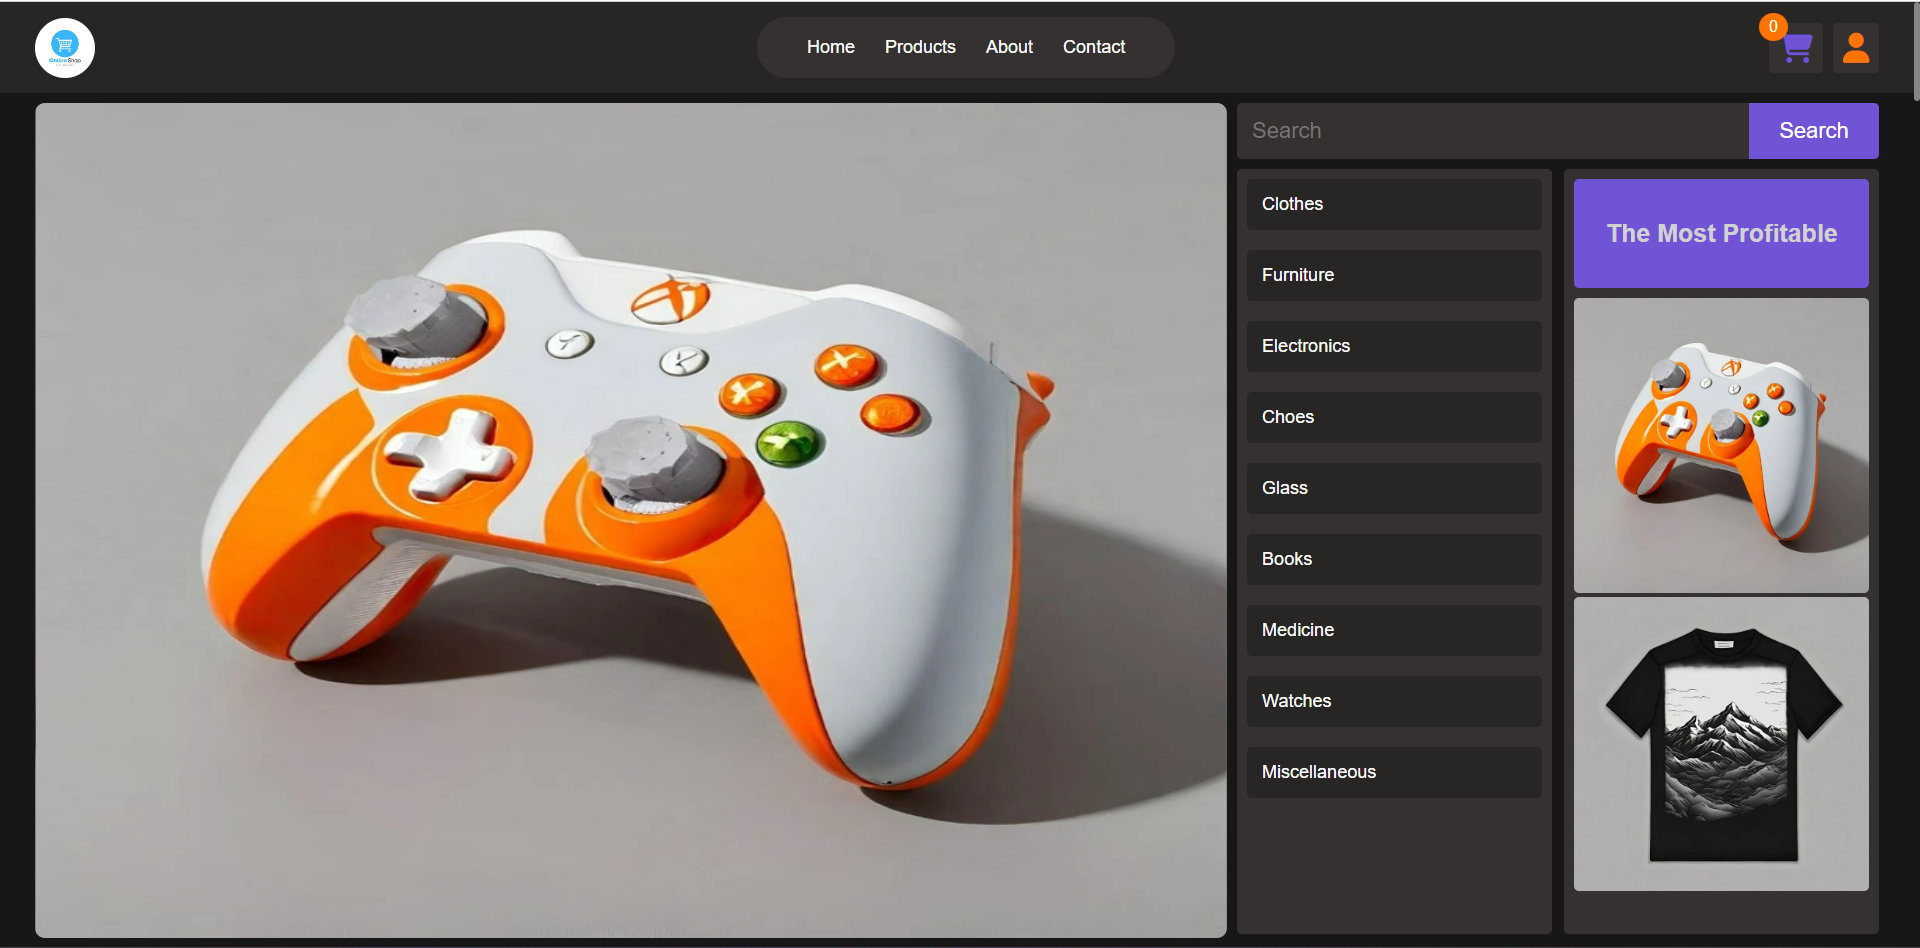 Online Shop
Home Products About Contact
0
Search Search
Clothes
Furniture
Electronics
Choes
Glass
Books
Medicine
Watches
Miscellaneous
The Most Profitable